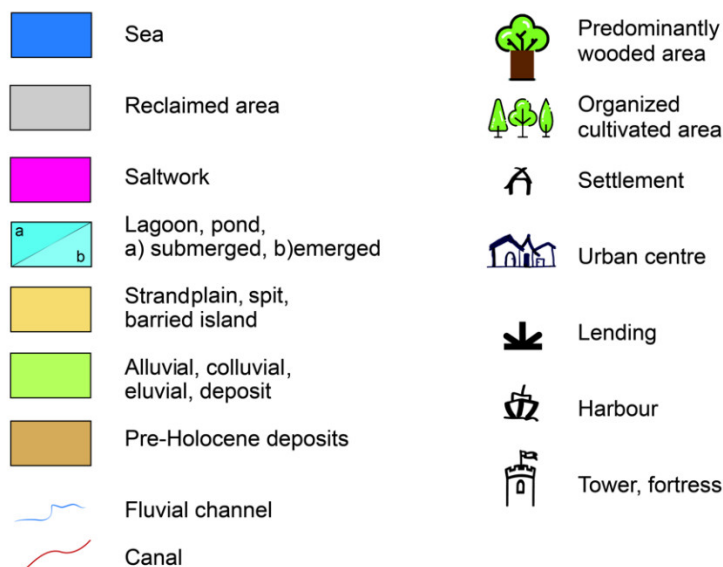 Sea
Reclaimed area
Saltwork
a
b
Lagoon, pond,
a) submerged, b)emerged
Strandplain, spit,
barried island
Alluvial, colluvial,
eluvial, deposit
Pre-Holocene deposits
Fluvial channel
Canal
Predominantly
wooded area
Organized
cultivated area
Settlement
Urban centre
Lending
Harbour
Tower, fortress